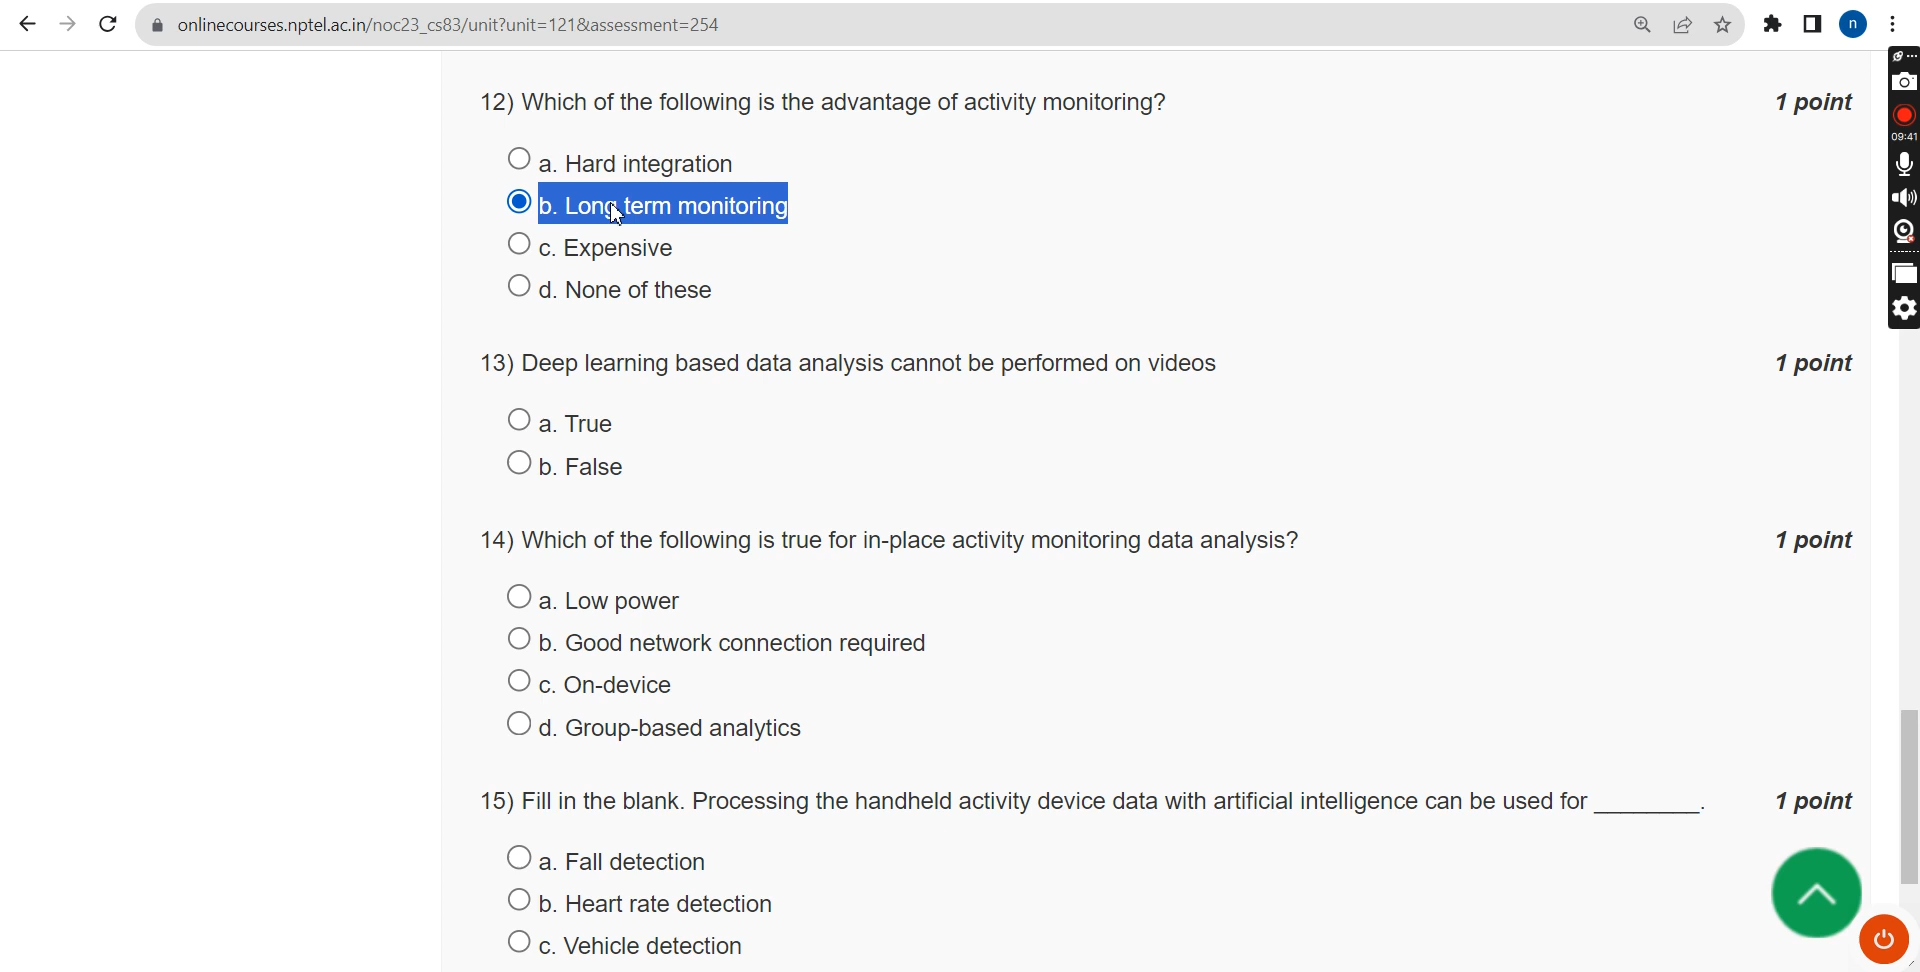 onlinecourses.nptel.ac.in/noc23_cs83/unit?unit=121&assessment=254
n
12) Which of the following is the advantage of activity monitoring? 1 point
09:41
a. Hard integration
b. Long term monitoring
c. Expensive
d. None of these
13) Deep learning based data analysis cannot be performed on videos 1 point
a. True
b. False
14) Which of the following is true for in-place activity monitoring data analysis? 1 point
a. Low power
b. Good network connection required
c. On-device
d. Group-based analytics
15) Fill in the blank. Processing the handheld activity device data with artificial intelligence can be used for ________. 1 point
a. Fall detection
b. Heart rate detection
c. Vehicle detection